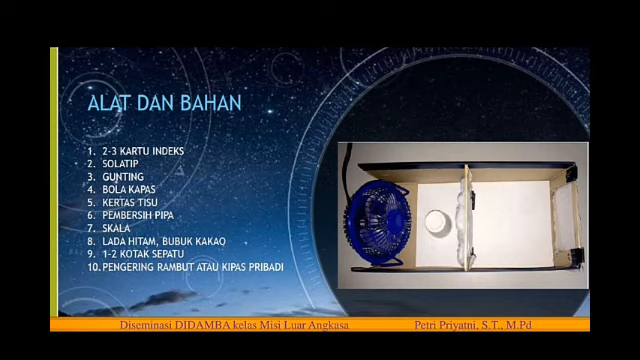 ALAT DAN BAHAN
1. 2-3 KARTU INDEKS
2. SOLATIP
3. GUNTING
4. BOLA KAPAS
5. KERTAS TISU
6. PEMBERSIH PIPA
7. SKALA
8. LADA HITAM, BUBUK KAKAO
9. 1-2 KOTAK SEPATU
10. PENGERING RAMBUT ATAU KIPAS PRIBADI
Diseminasi DIDAMBA kelas Misi Luar Angkasa Petri Priyatni, S.T., M.Pd